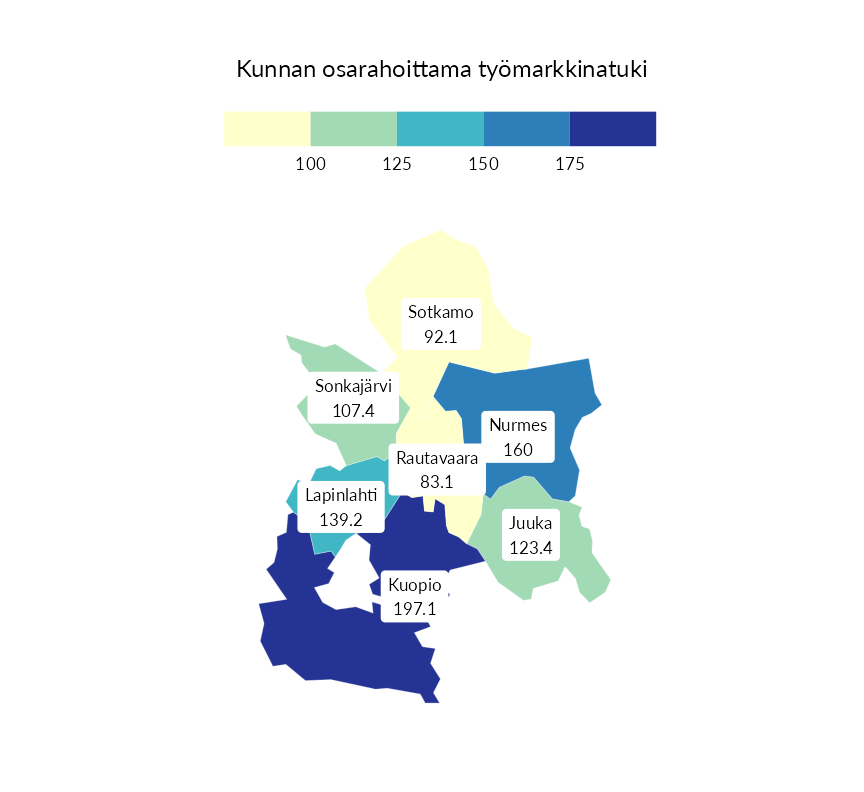 Kunnan osarahoittama työmarkkinatuki
100 125 150 175
Sotkamo
92.1
Sonkajärvi
107.4
Nurmes
160
Rautavaara
83.1
Lapinlahti
139.2
Juuka
123.4
Kuopio
197.1